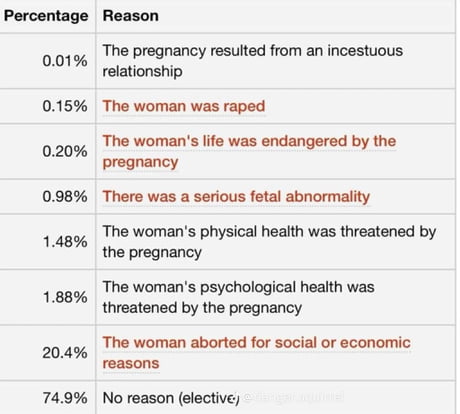 Percentage Reason
0.01% The pregnancy resulted from an incestuous
relationship
0.15% The woman was raped
0.20% The woman's life was endangered by the
pregnancy
0.98% There was a serious fetal abnormality
1.48% The woman's physical health was threatened by
the pregnancy
1.88% The woman's psychological health was
threatened by the pregnancy
20.4% The woman aborted for social or economic
reasons
74.9% No reason (elective)